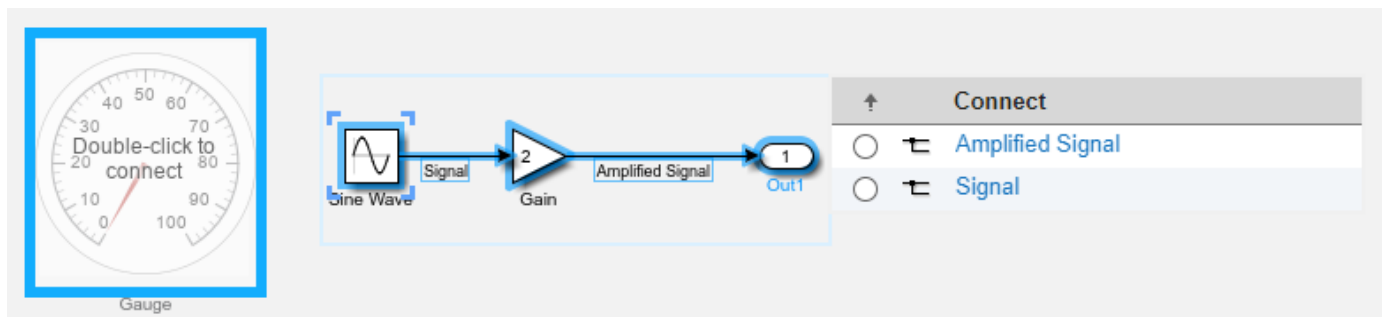 50
40 60
30 70
Double-click to
connect
20 80
10 90
0 100
Gauge
2
1
Signal
Amplified Signal
Out1
Sine Wave
Gain
Connect
Amplified Signal
Signal